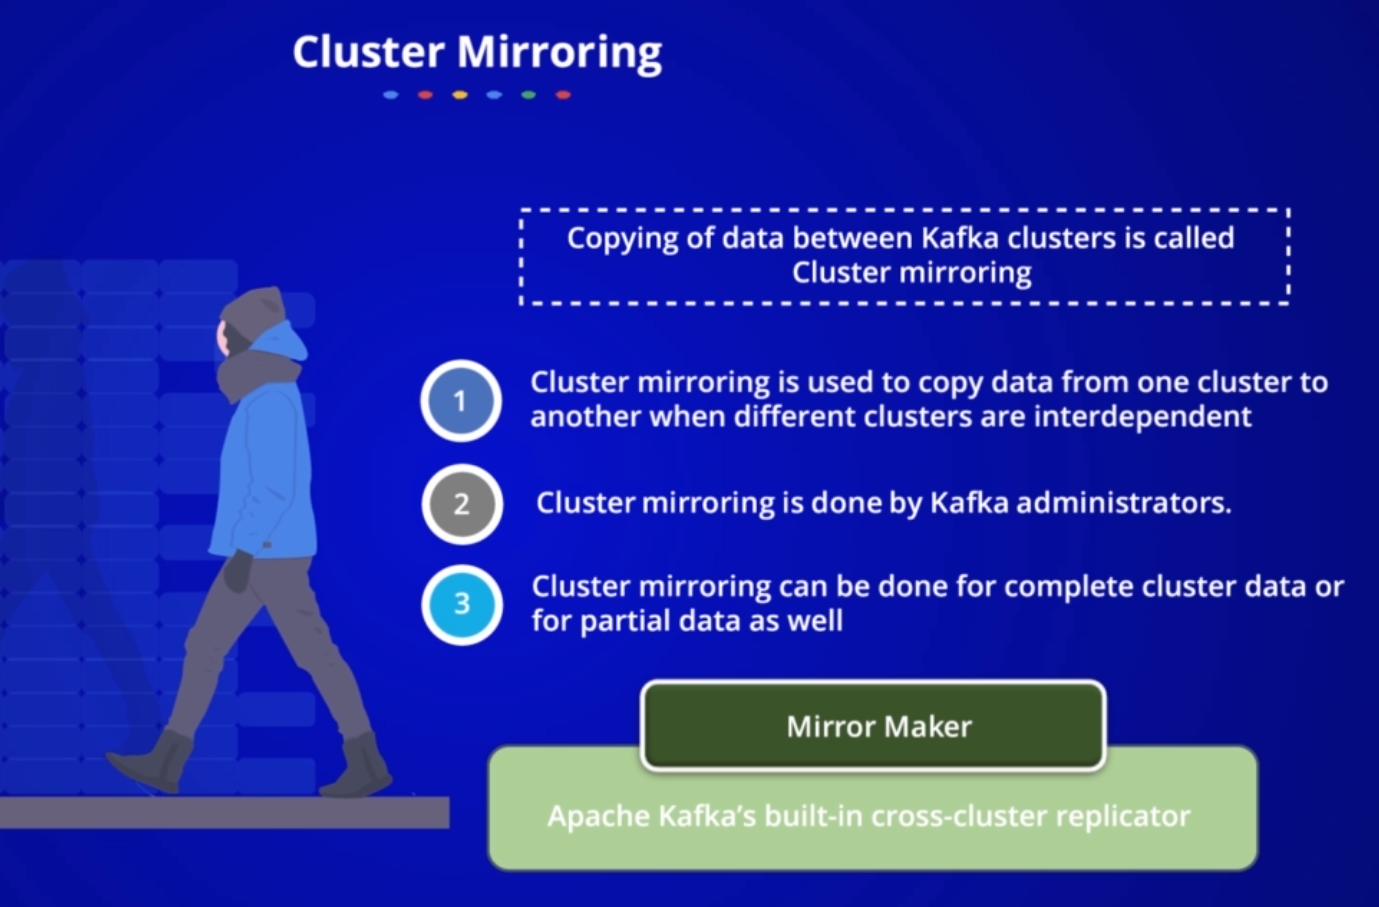 Cluster Mirroring
Copying of data between Kafka clusters is called
Cluster mirroring
1
Cluster mirroring is used to copy data from one cluster to
another when different clusters are interdependent
2
Cluster mirroring is done by Kafka administrators.
3
Cluster mirroring can be done for complete cluster data or
for partial data as well
Mirror Maker
Apache Kafka’s built-in cross-cluster replicator